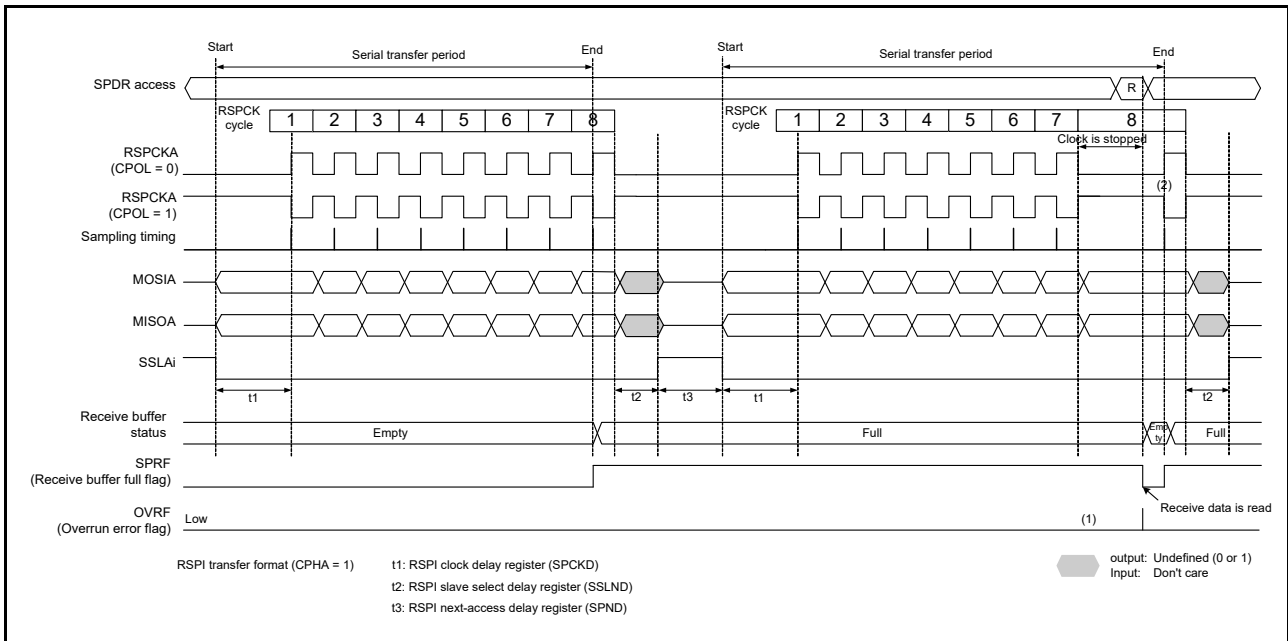 Start
Serial transfer period
End
Start
Serial transfer period
End
SPDR access
R
RSPCK
cycle
1 2 3 4 5 6 7 8
RSPCK
cycle
1 2 3 4 5 6 7 8
Clock is stopped
RSPCKA
(CPOL = 0)
(2)
RSPCKA
(CPOL = 1)
Sampling timing
MOSIA
MISOA
SSLAi
t1
t2
t3
t1
t2
Receive buffer
status
Empty
Full
Emp
ty
Full
SPRF
(Receive buffer full flag)
Receive data is read
OVRF
(Overrun error flag)
Low
(1)
RSPI transfer format (CPHA = 1)
t1: RSPI clock delay register (SPCKD)
t2: RSPI slave select delay register (SSLND)
t3: RSPI next-access delay register (SPND)
output: Undefined (0 or 1)
Input: Don't care